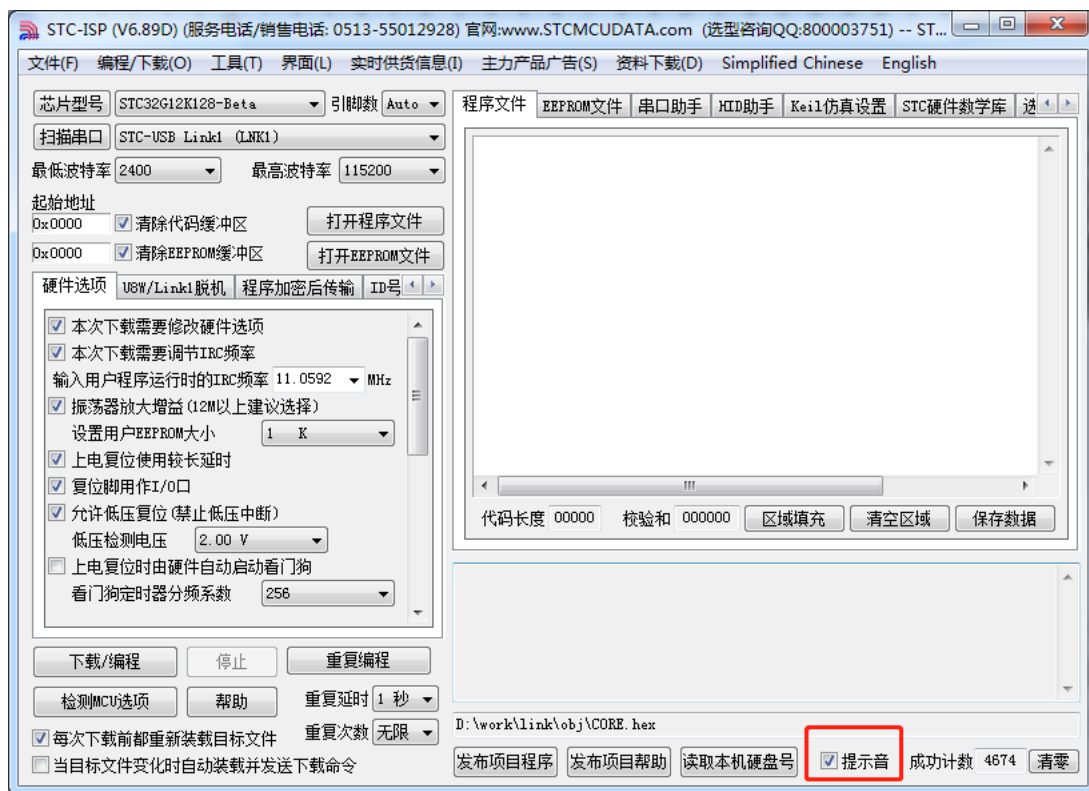 STC-ISP (V6.89D) (服务电话/销售电话: 0513-55012928) 官网:www.STCMCUDATA.com (选型咨询QQ:800003751) -- ST...
文件(F) 编程/下载(O) 工具(T) 界面(L) 实时供货信息(I) 主力产品广告(S) 资料下载(D) Simplified Chinese English
芯片型号 STC32G12K128-Beta 引脚数 Auto
扫描串口 STC-USB Link1 (LNK1)
最低波特率 2400 最高波特率 115200
起始地址
0x0000 清除代码缓冲区 打开程序文件
0x0000 清除EEPROM缓冲区 打开EEPROM文件
硬件选项 U8W/Link1脱机 程序加密后传输 ID号
本次下载需要修改硬件选项
本次下载需要调节IRC频率
输入用户程序运行时的IRC频率 11.0592 MHz
振荡器放大增益(12M以上建议选择)
设置用户EEPROM大小 1 K
上电复位使用较长延时
复位脚用作I/O口
允许低压复位(禁止低压中断)
低压检测电压 2.00 V
上电复位时由硬件自动启动看门狗
看门狗定时器分频系数 256
下载/编程 停止 重复编程
检测MCU选项 帮助 重复延时 1 秒
每次下载前都重新装载目标文件 重复次数 无限
当目标文件变化时自动装载并发送下载命令
程序文件 EEPROM文件 串口助手 HID助手 Keil仿真设置 STC硬件数学库 选
代码长度 00000 校验和 000000 区域填充 清空区域 保存数据
D:\work\link\obj\CORE.hex
发布项目程序 发布项目帮助 读取本机硬盘号 提示音 成功计数 4674 清零